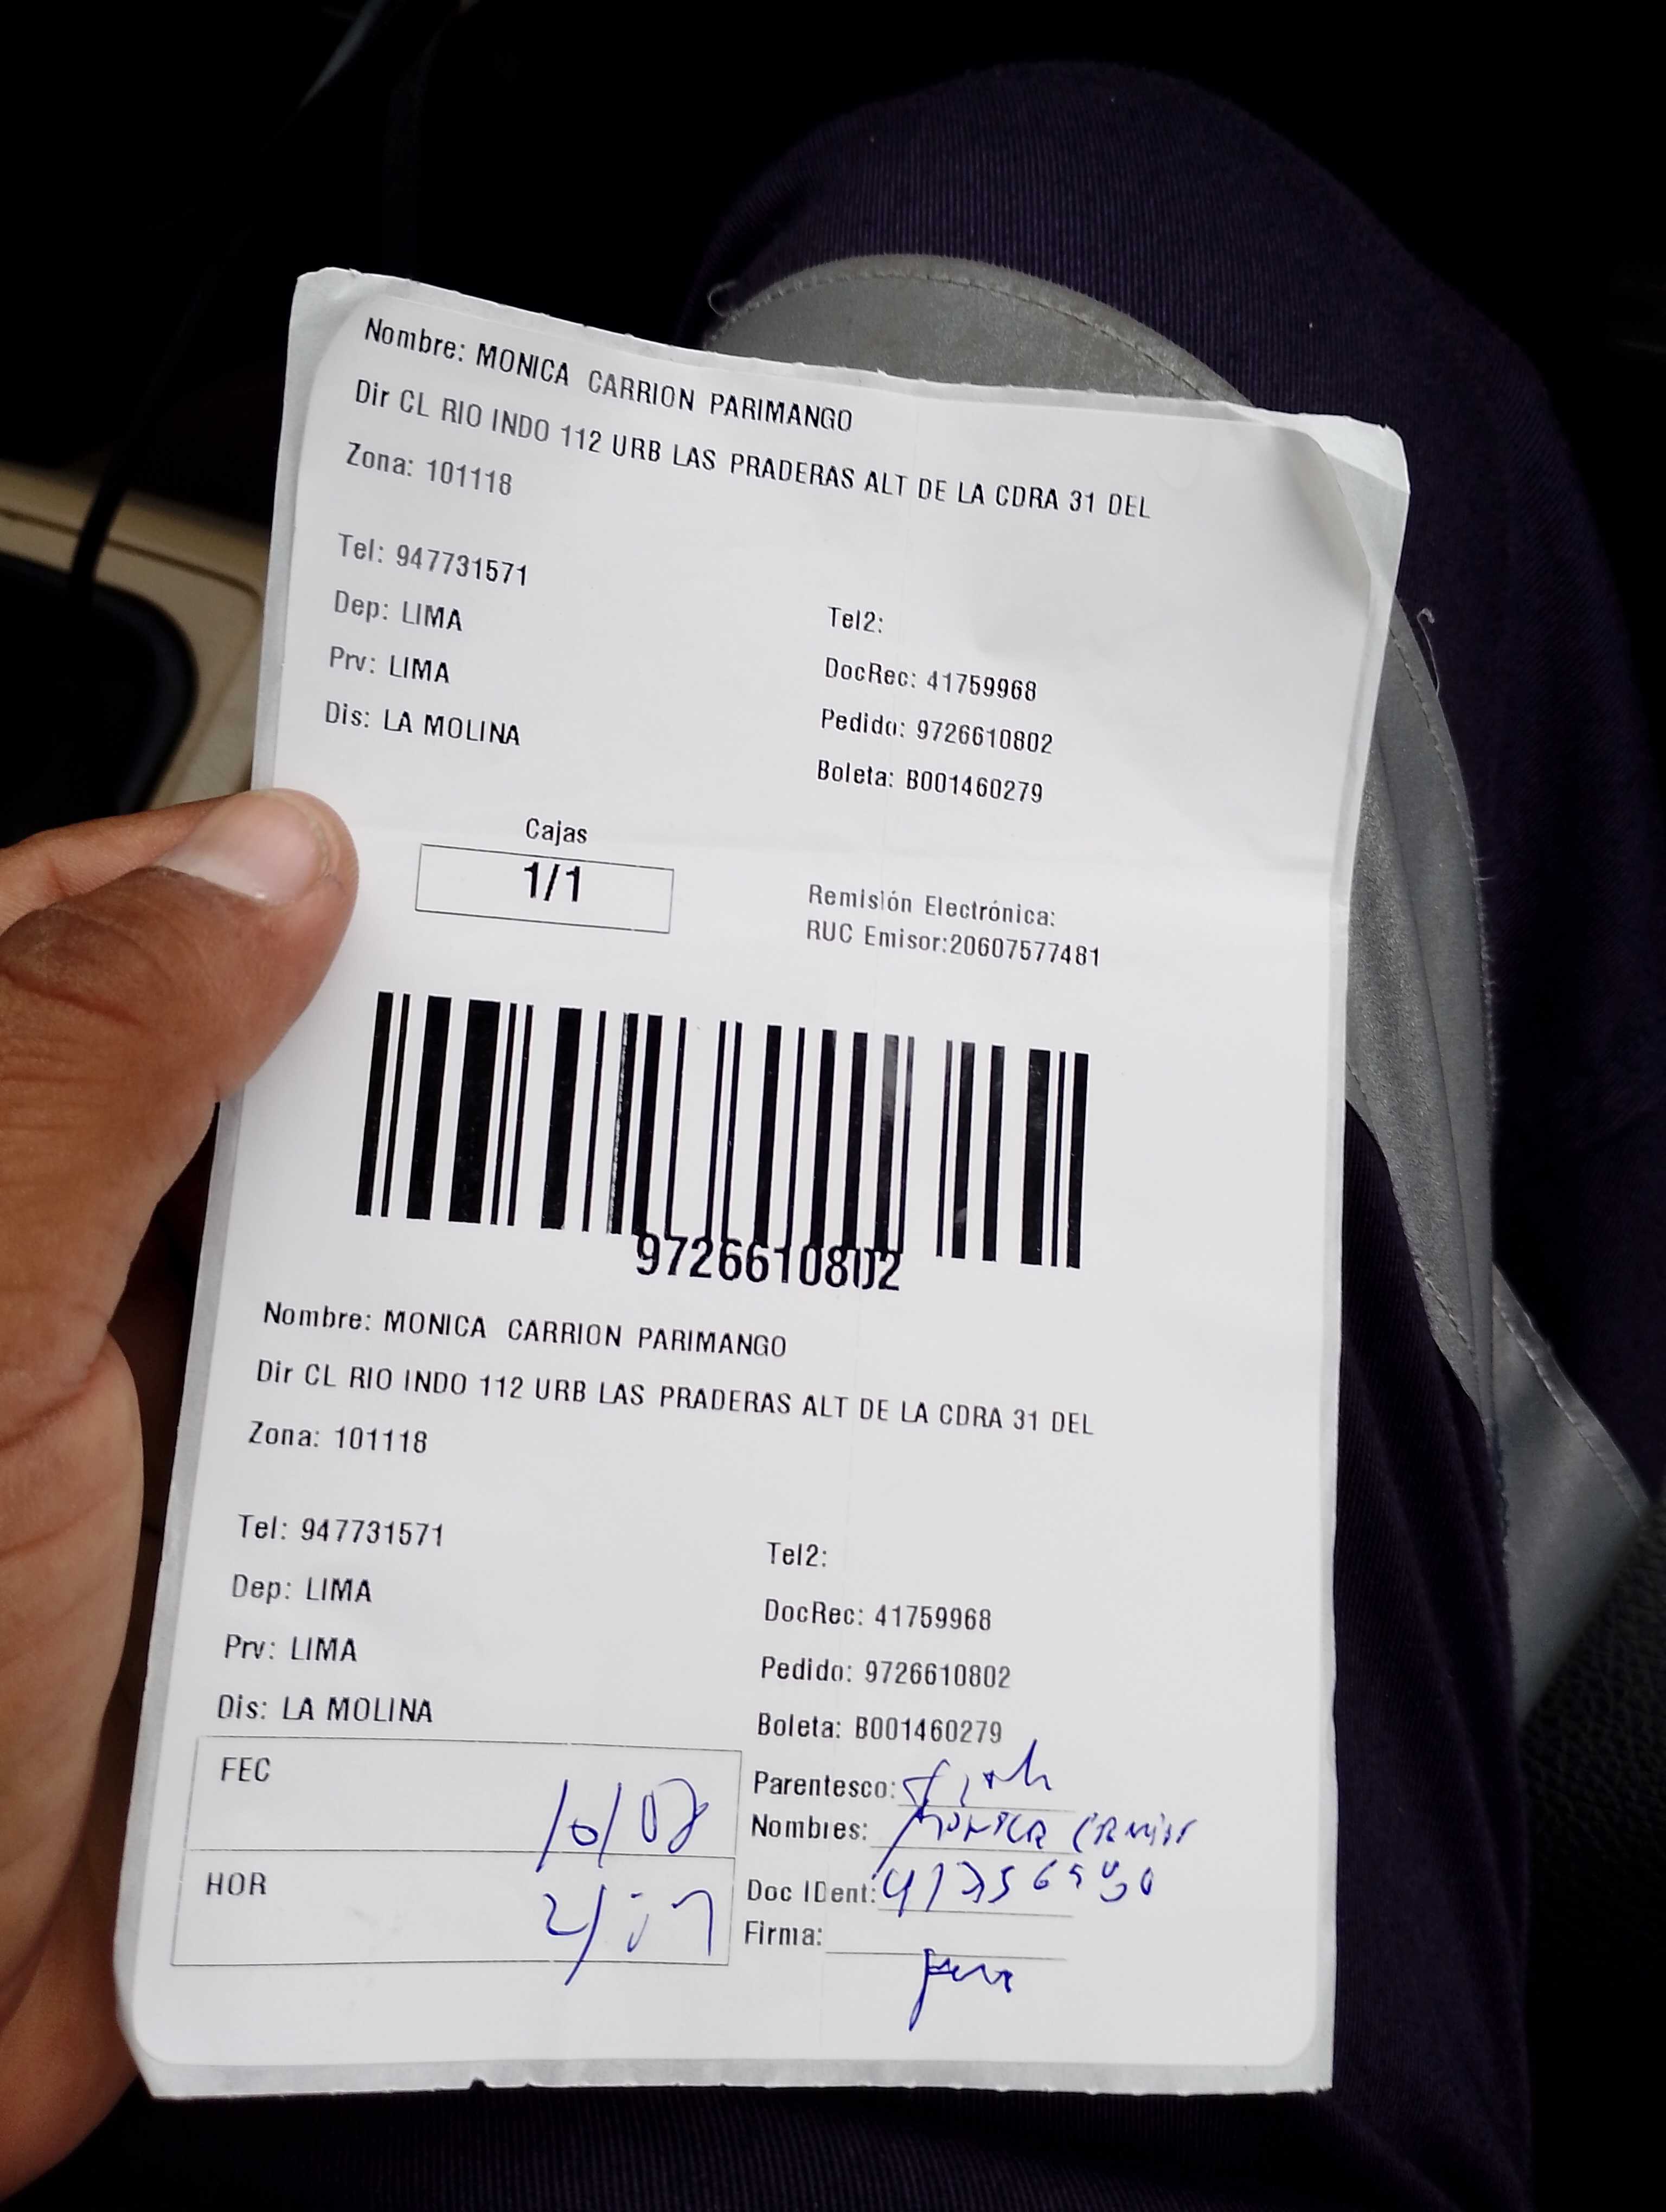 Nombre: MONICA CARRION PARIMANGO
Dir CL RIO INDO 112 URB LAS PRADERAS ALT DE LA CDRA 31 DEL
Zona: 101118
Tel: 947731571
Tel2:
Dep: LIMA
DocRec: 41759968
Prv: LIMA
Pedido: 9726610802
Dis: LA MOLINA
Boleta: B001460279
Cajas
1/1
Remisión Electrónica:
RUC Emisor:20607577481
9726610802
Nombre: MONICA CARRION PARIMANGO
Dir CL RIO INDO 112 URB LAS PRADERAS ALT DE LA CDRA 31 DEL
Zona: 101118
Tel: 947731571
Tel2:
Dep: LIMA
DocRec: 41759968
Prv: LIMA
Pedido: 9726610802
Dis: LA MOLINA
Boleta: B001460279
FEC 10/08
Parentesco:
Nombres: MONICA
HOR
Doc IDent:
Firma: